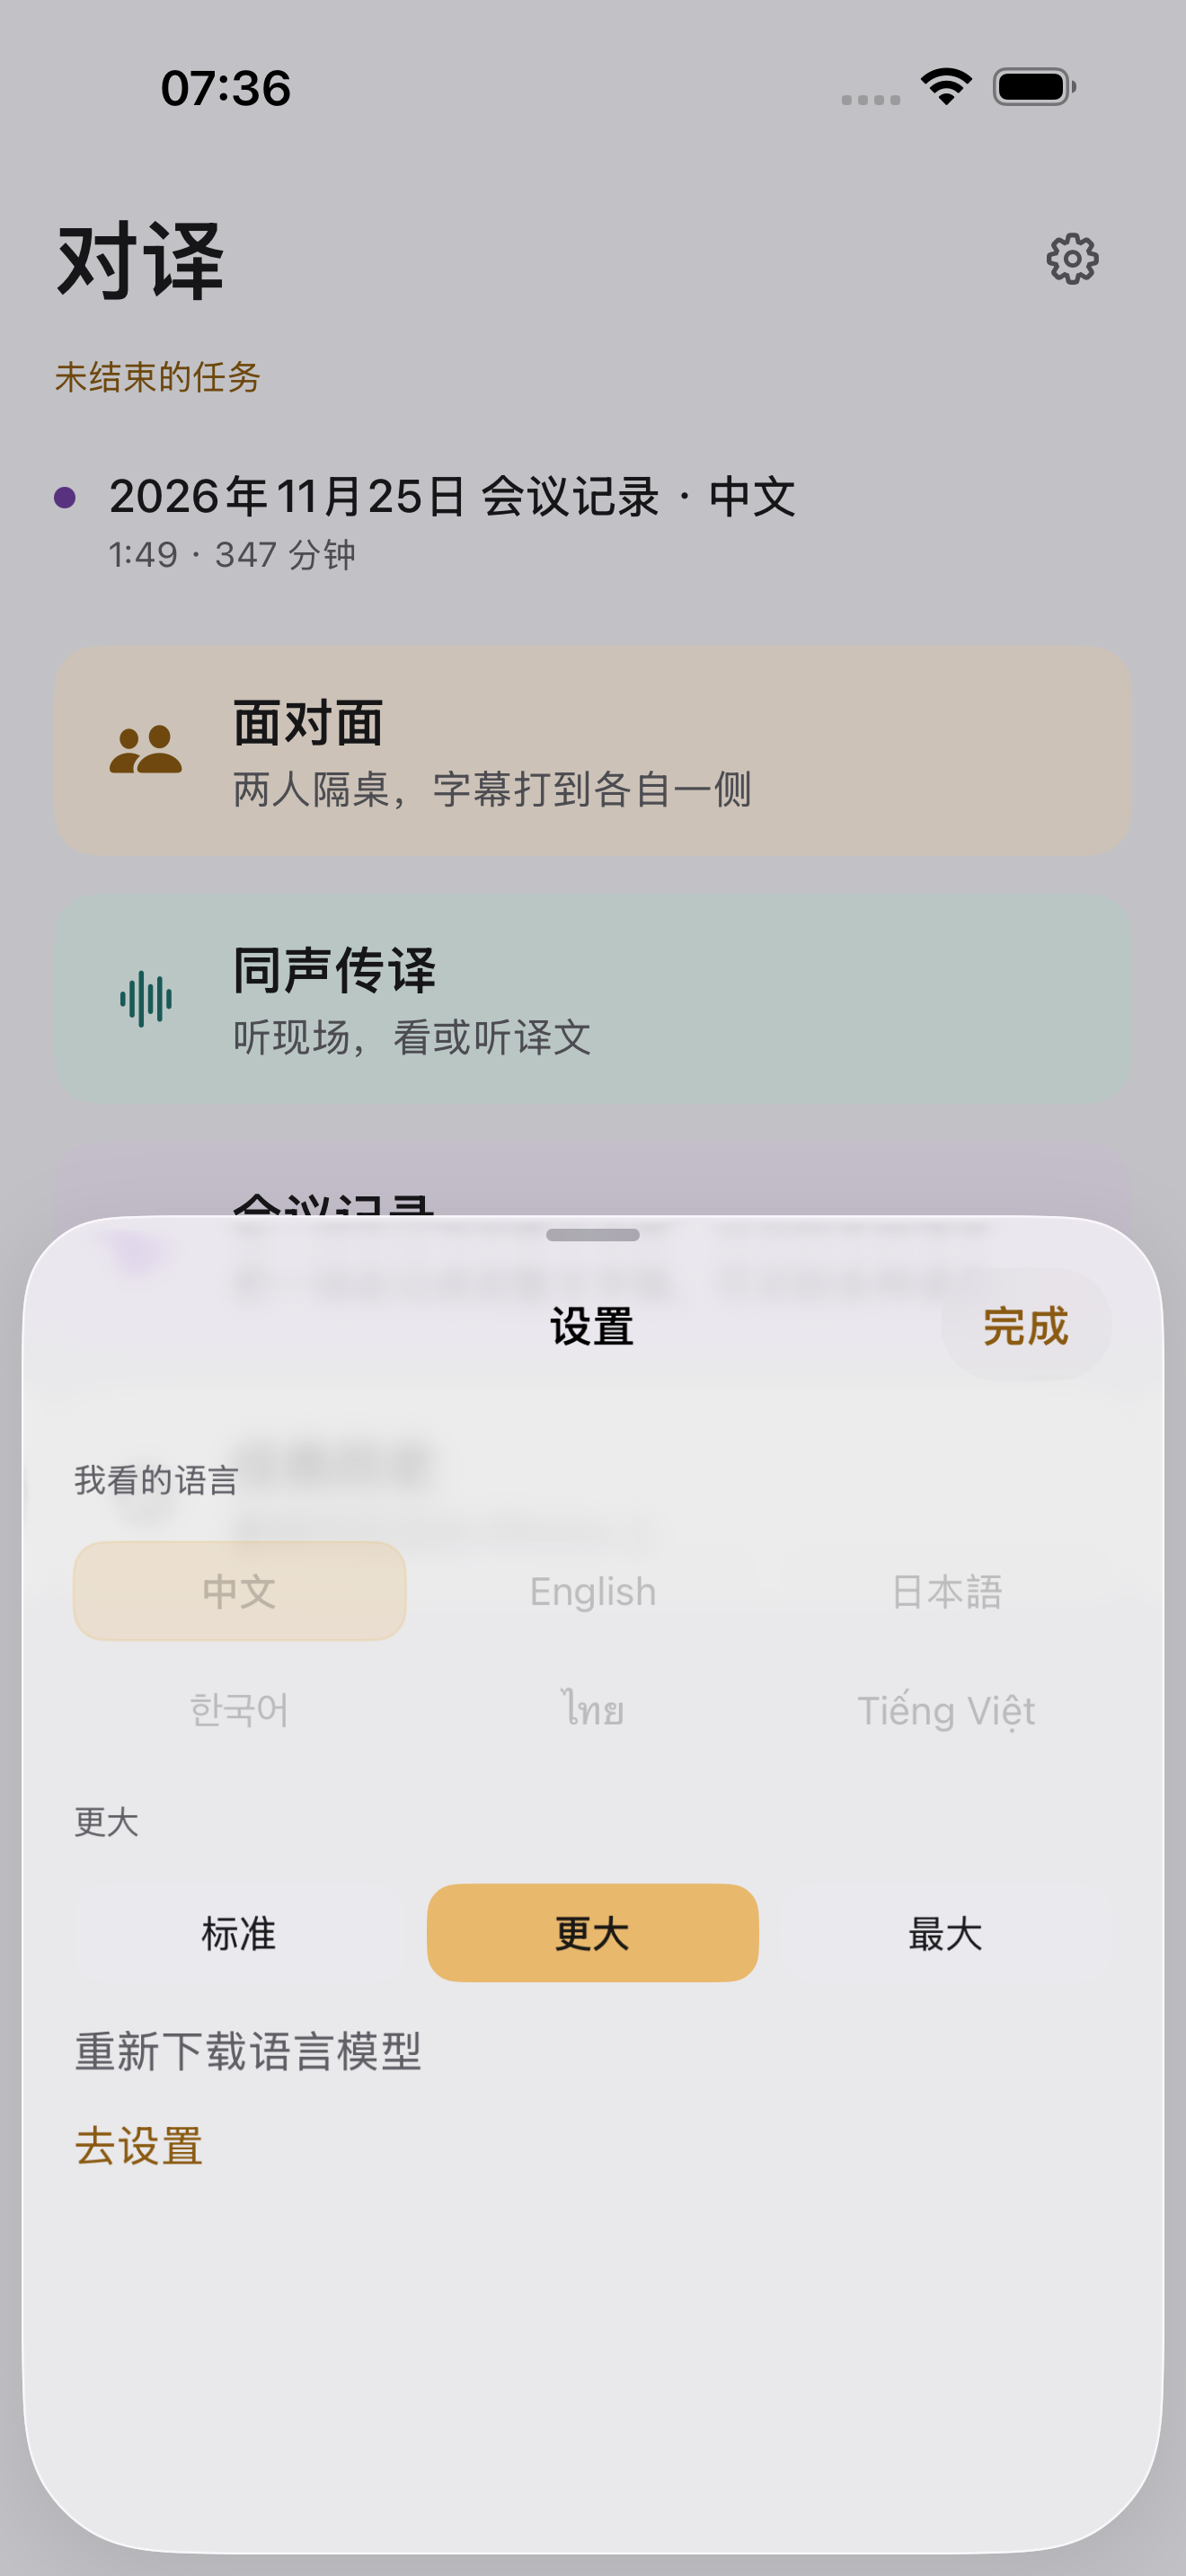 07:36
对译
未结束的任务
2026年11月25日 会议记录 · 中文
1:49 · 347 分钟
面对面
两人隔桌，字幕打到各自一侧
同声传译
听现场，看或听译文
会议记录
设置
完成
我看的语言
中文
English
日本語
한국어
ไทย
Tiếng Việt
更大
标准
更大
最大
重新下载语言模型
去设置